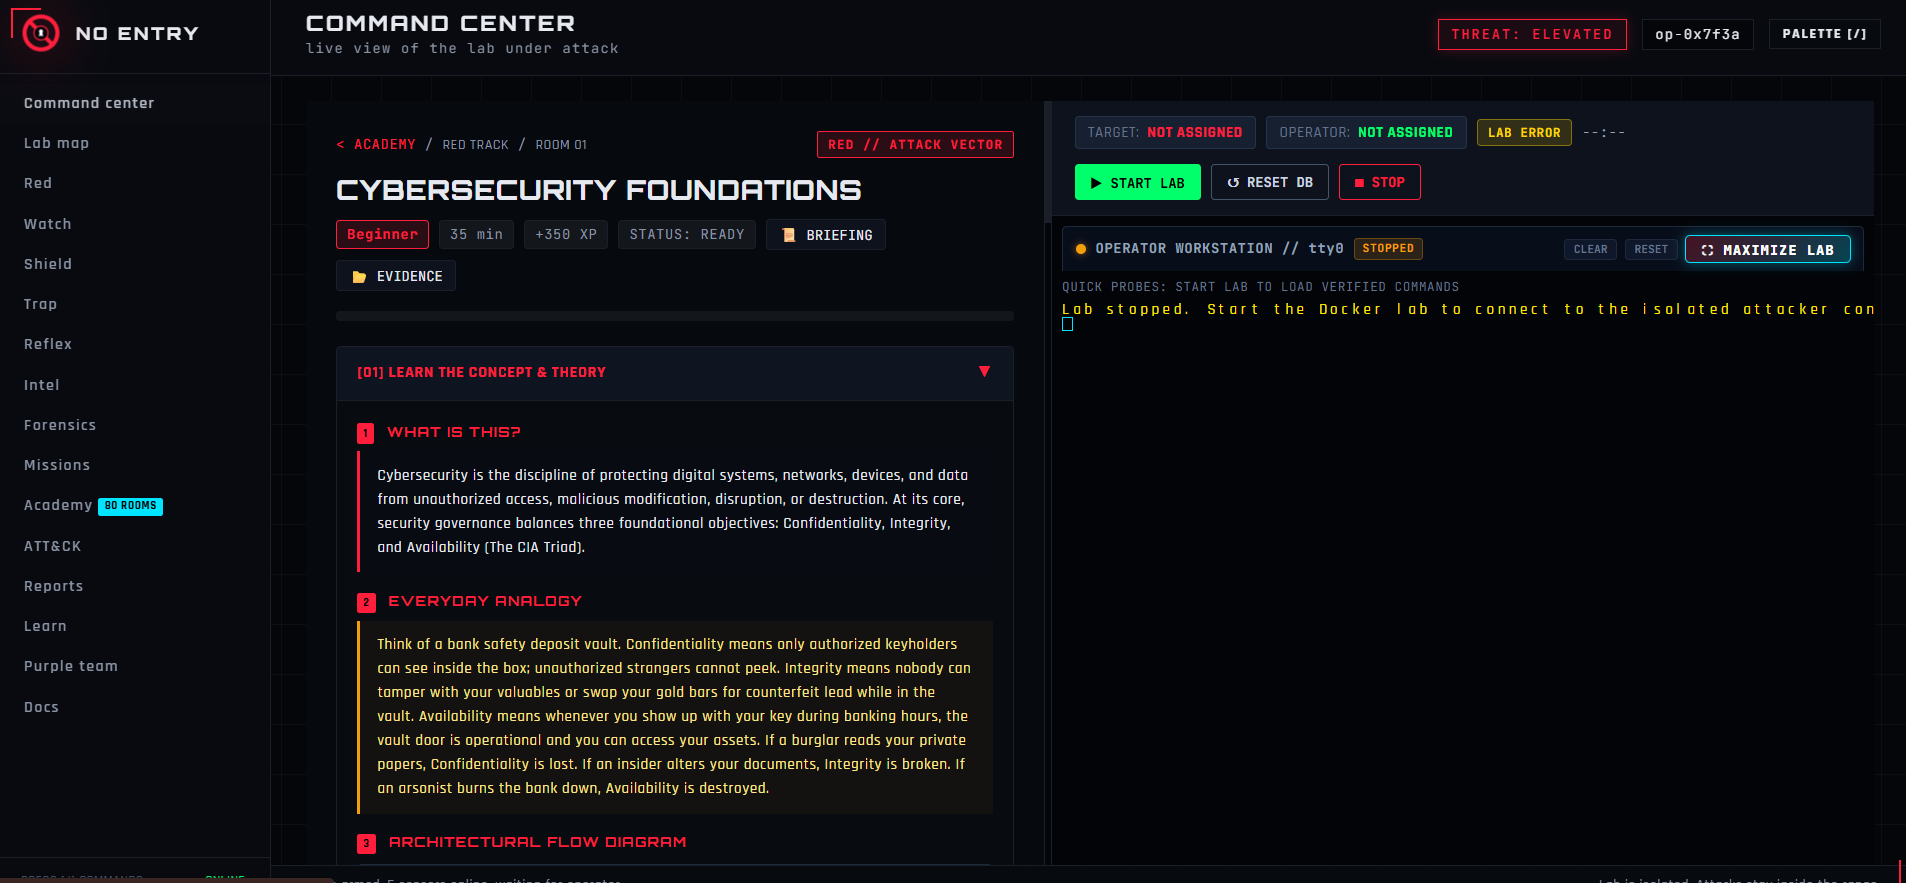 NO ENTRY
COMMAND CENTER
live view of the lab under attack
THREAT: ELEVATED
op-0x7f3a
PALETTE [/]
Command center
Lab map
Red
Watch
Shield
Trap
Reflex
Intel
Forensics
Missions
Academy 80 ROOMS
ATT&CK
Reports
Learn
Purple team
Docs
< ACADEMY / RED TRACK / ROOM 01
RED // ATTACK VECTOR
CYBERSECURITY FOUNDATIONS
Beginner
35 min
+350 XP
STATUS: READY
BRIEFING
EVIDENCE
[01] LEARN THE CONCEPT & THEORY
1 WHAT IS THIS?
Cybersecurity is the discipline of protecting digital systems, networks, devices, and data
from unauthorized access, malicious modification, disruption, or destruction. At its core,
security governance balances three foundational objectives: Confidentiality, Integrity,
and Availability (The CIA Triad).
2 EVERYDAY ANALOGY
Think of a bank safety deposit vault. Confidentiality means only authorized keyholders
can see inside the box; unauthorized strangers cannot peek. Integrity means nobody can
tamper with your valuables or swap your gold bars for counterfeit lead while in the
vault. Availability means whenever you show up with your key during banking hours, the
vault door is operational and you can access your assets. If a burglar reads your private
papers, Confidentiality is lost. If an insider alters your documents, Integrity is broken. If
an arsonist burns the bank down, Availability is destroyed.
3 ARCHITECTURAL FLOW DIAGRAM
TARGET: NOT ASSIGNED
OPERATOR: NOT ASSIGNED
LAB ERROR
--:--
START LAB
RESET DB
STOP
OPERATOR WORKSTATION // tty0
STOPPED
CLEAR
RESET
MAXIMIZE LAB
QUICK PROBES: START LAB TO LOAD VERIFIED COMMANDS
Lab stopped. Start the Docker lab to connect to the isolated attacker con